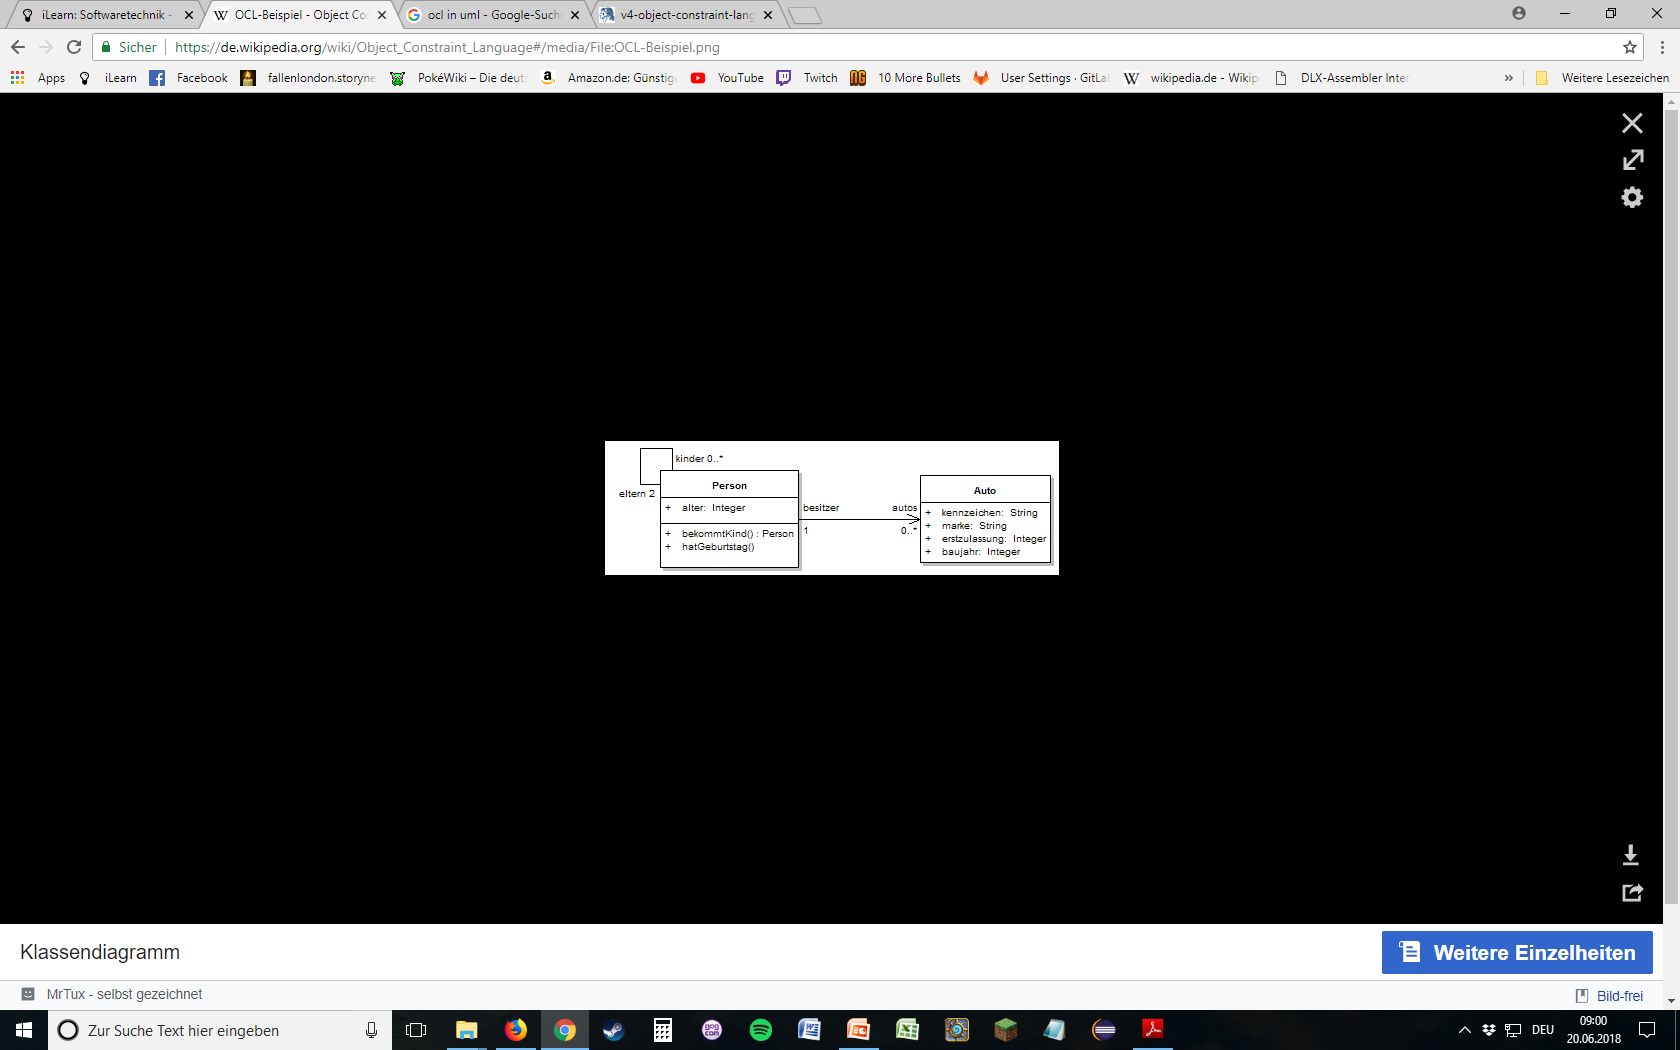 iLearn: Softwaretechnik -
OCL-Beispiel - Object Co
ocl in uml - Google-Such
v4-object-constraint-lang
Sicher
https://de.wikipedia.org/wiki/Object_Constraint_Language#/media/File:OCL-Beispiel.png
Apps
iLearn
Facebook
fallenlondon.storyne
PokéWiki – Die deut
Amazon.de: Günstig
YouTube
Twitch
10 More Bullets
User Settings · GitLa
wikipedia.de - Wikip
DLX-Assembler Inter
»
Weitere Lesezeichen
kinder 0..*
eltern 2
Person
+ alter: Integer
+ bekommtKind() : Person
+ hatGeburtstag()
besitzer
1
autos
0..*
Auto
+ kennzeichen: String
+ marke: String
+ erstzulassung: Integer
+ baujahr: Integer
Klassendiagramm
Weitere Einzelheiten
MrTux - selbst gezeichnet
Bild-frei
Zur Suche Text hier eingeben
DEU
09:00
20.06.2018